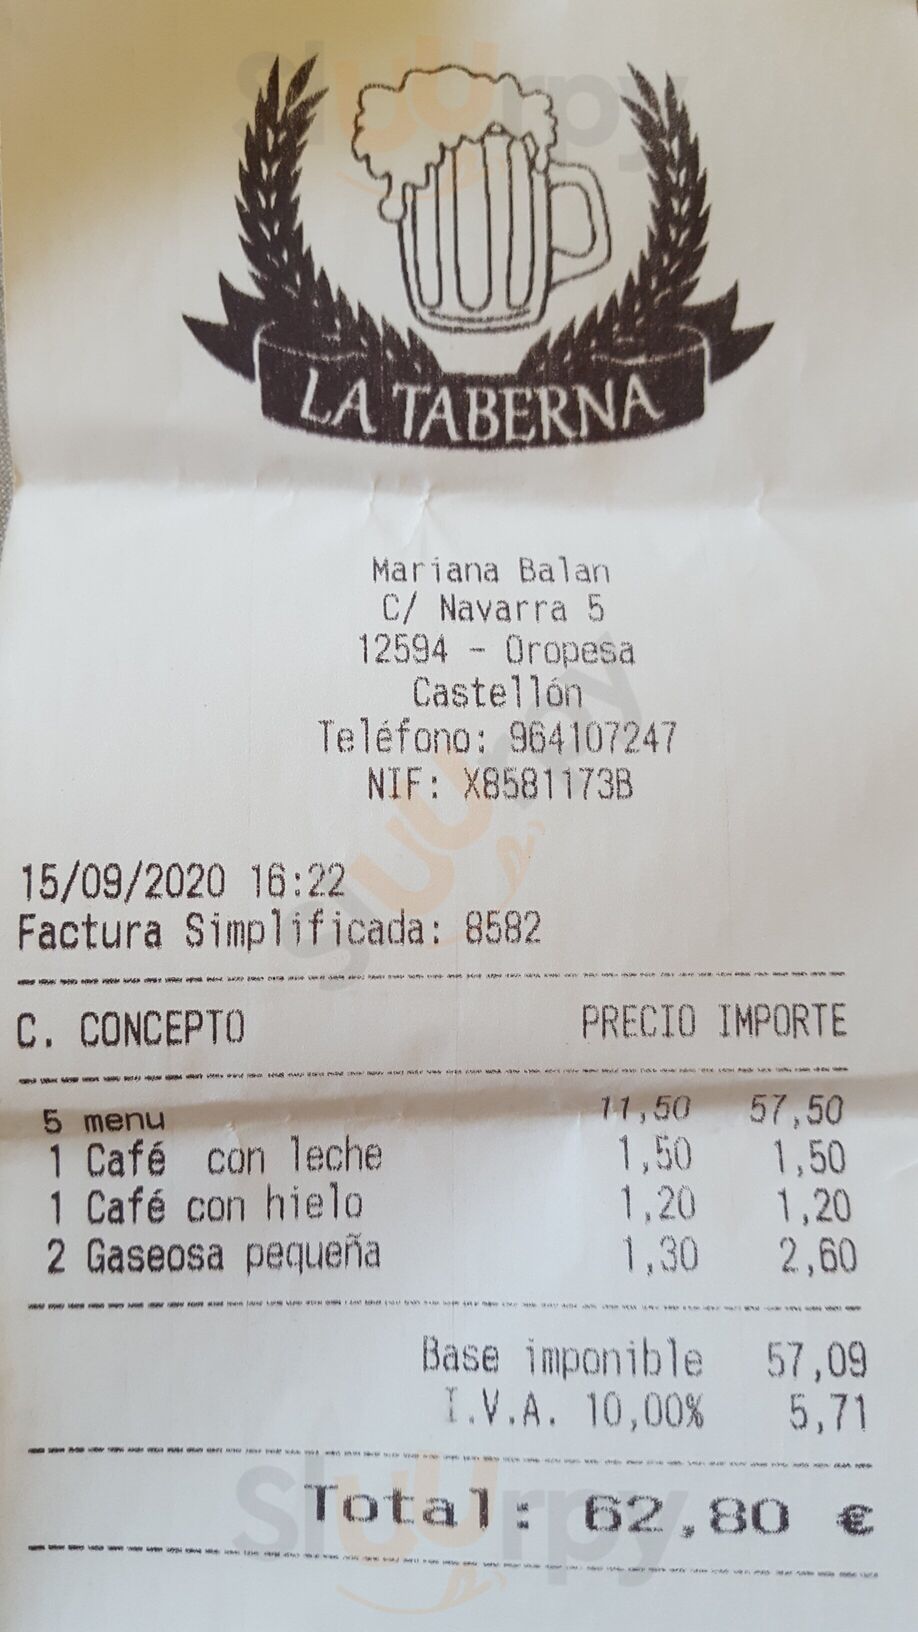 Sluurpy
LA TABERNA
Mariana Balan
C/ Navarra 5
12594 - Oropesa
Castellón
Teléfono: 964107247
NIF: X8581173B
sluurpy
15/09/2020 16:22
Factura Simplificada: 8582
C. CONCEPTO PRECIO IMPORTE
5 menu 11,50 57,50
1 Café con leche 1,50 1,50
1 Café con hielo 1,20 1,20
2 Gaseosa pequeña 1,30 2,60
Base imponible 57,09
I.V.A. 10,00% 5,71
Total: 62,80 €
Sluurpy